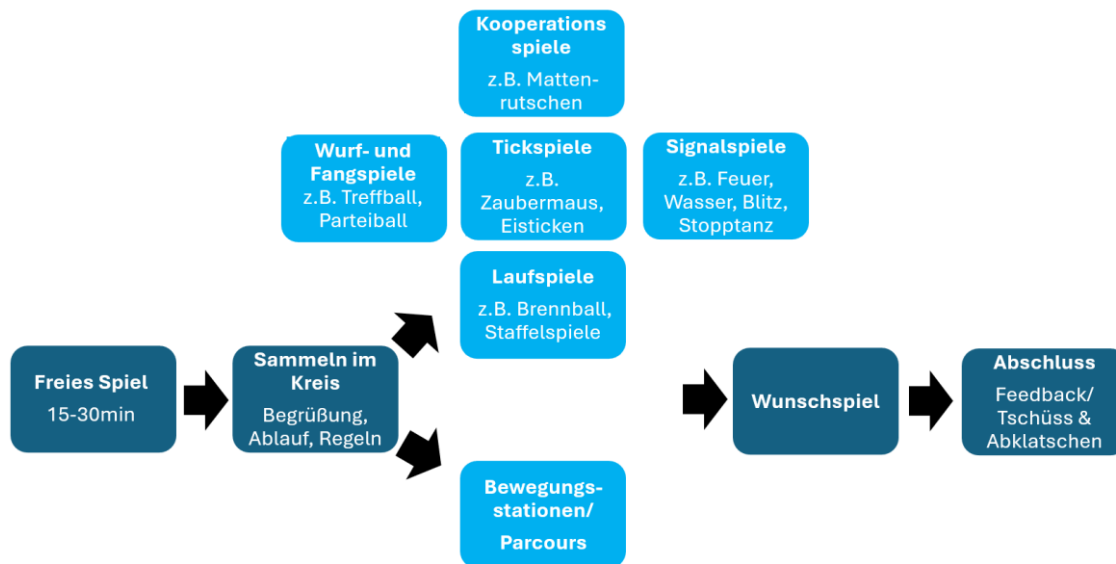 Kooperations
spiele
z.B. Matten-
rutschen
Wurf- und
Fangspiele
z.B. Treffball,
Parteiball
Tickspiele
z.B.
Zaubermaus,
Eisticken
Signalspiele
z.B. Feuer,
Wasser, Blitz,
Stopptanz
Laufspiele
z.B. Brennball,
Staffelspiele
Freies Spiel
15-30min
Sammeln im
Kreis
Begrüßung,
Ablauf, Regeln
Wunschspiel
Abschluss
Feedback/
Tschüss &
Abklatschen
Bewegungs-
stationen/
Parcours